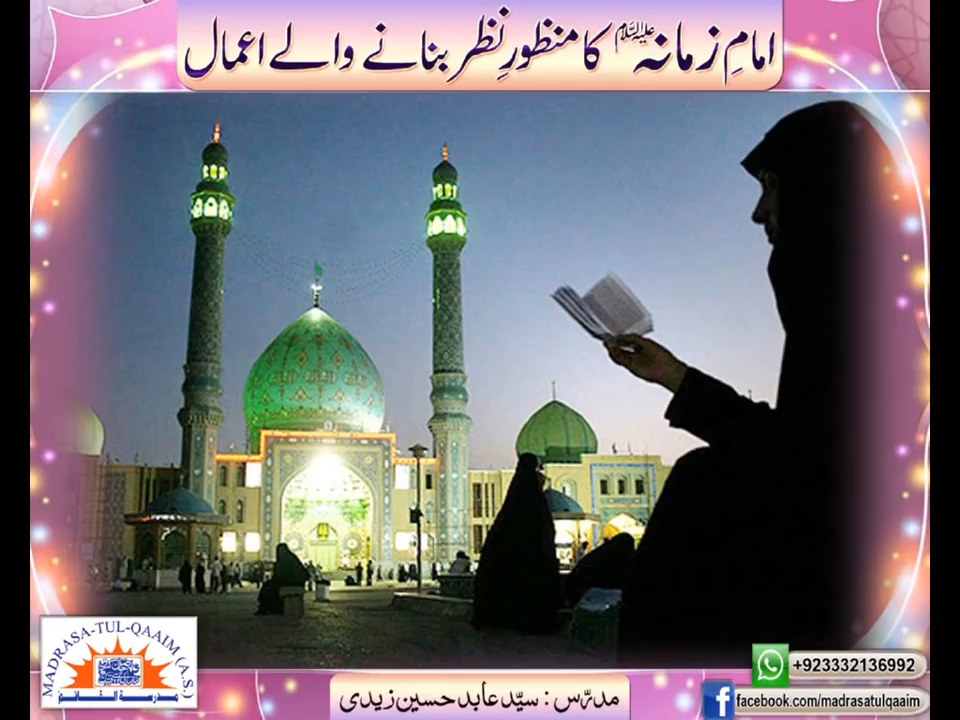 امامِ زمانہ علیہ السلام کا منظورِ نظر بنانے والے اعمال
MADRASA-TUL-QAAIM (A.S.)
مدرسة القائم
مدرّس : سیّد عابد حسین زیدی
+923332136992
facebook.com/madrasatulqaaim